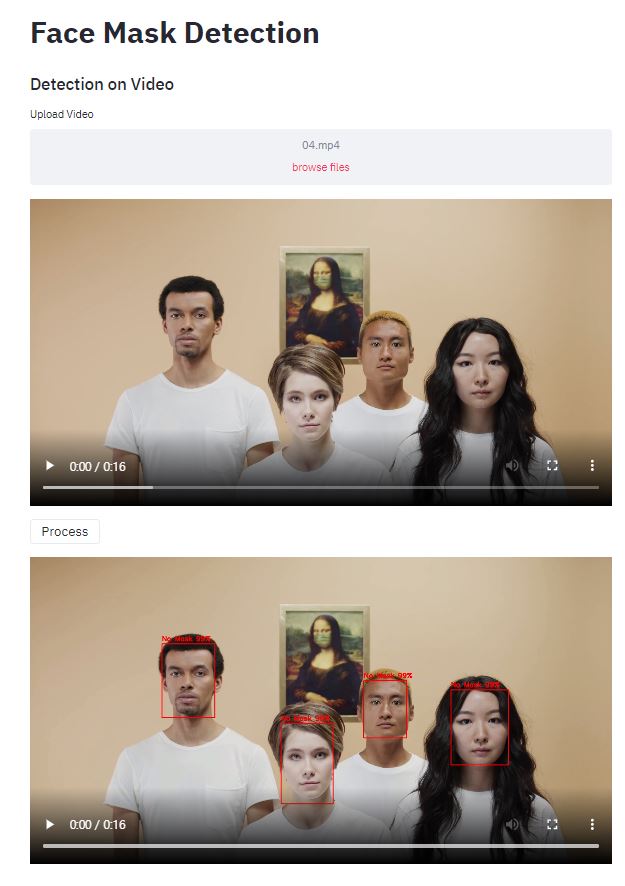 Face Mask Detection
Detection on Video
Upload Video
04.mp4
browse files
0:00 / 0:16
Process
No Mask 99%
No Mask 99%
No Mask 99%
No Mask
0:00 / 0:16